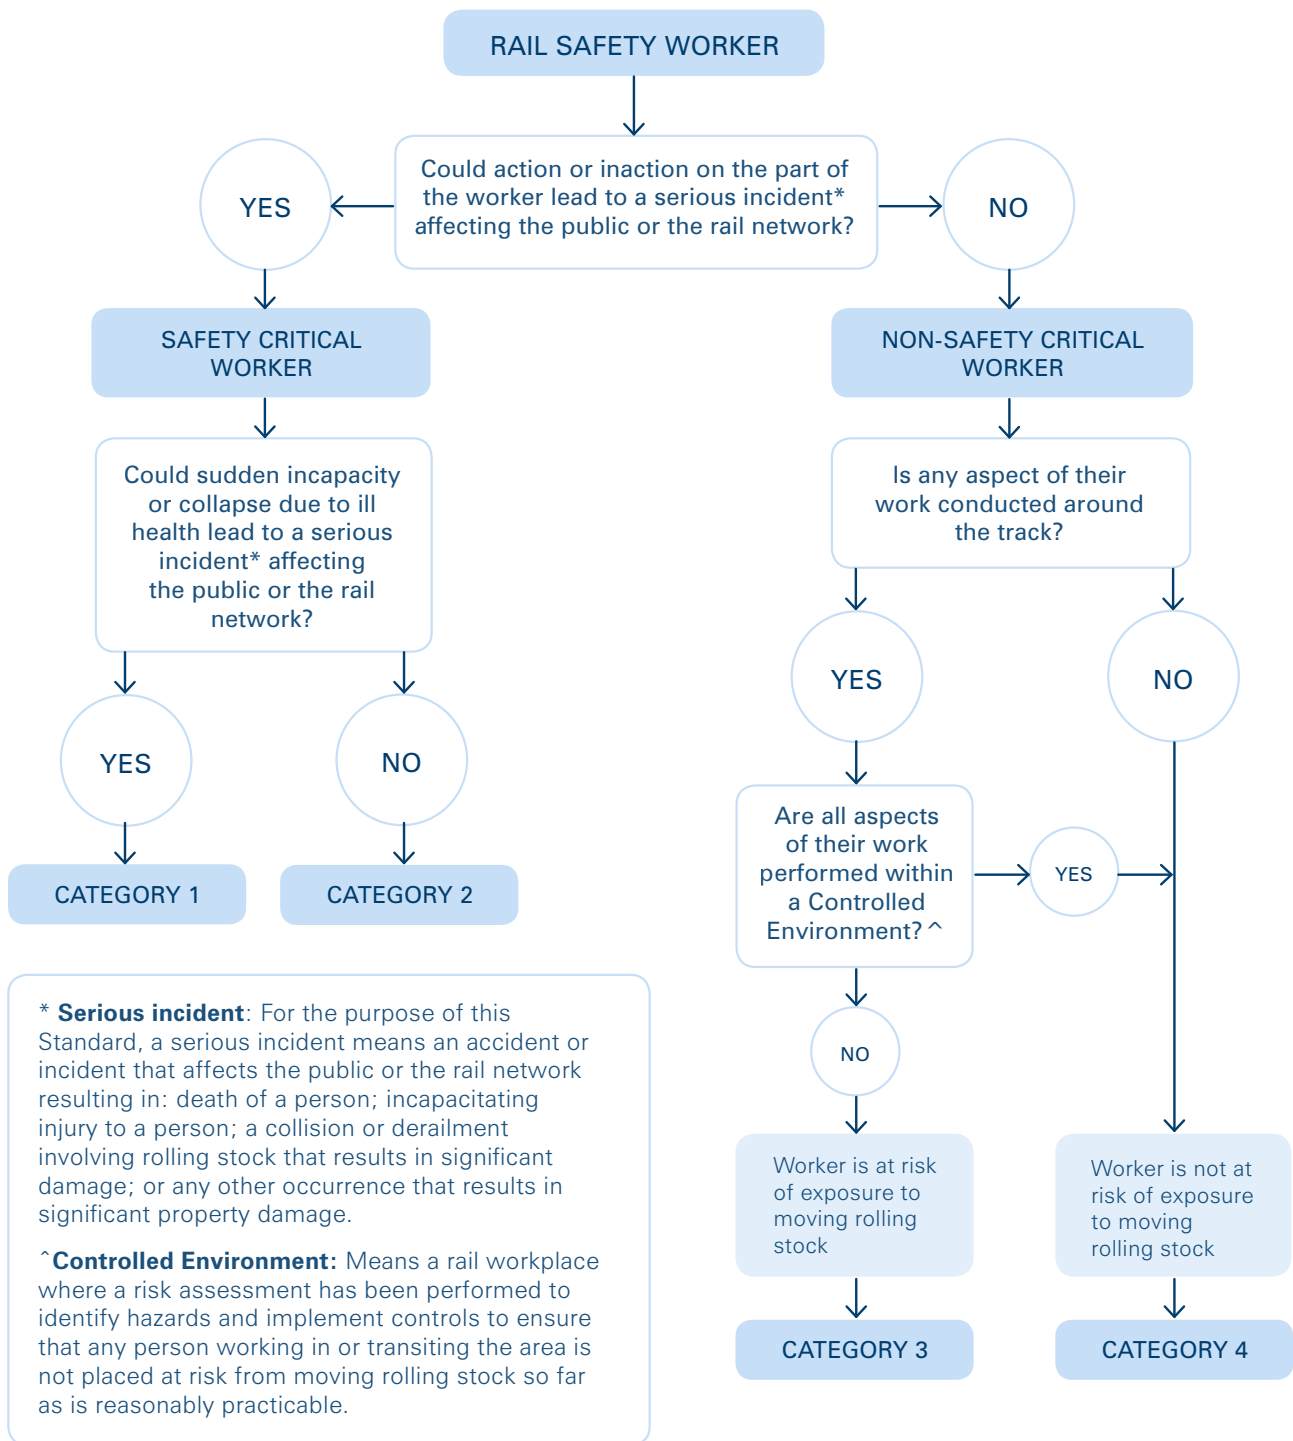 RAIL SAFETY WORKER
Could action or inaction on the part of
the worker lead to a serious incident*
affecting the public or the rail network?
YES
NO
SAFETY CRITICAL
WORKER
NON-SAFETY CRITICAL
WORKER
Could sudden incapacity
or collapse due to ill
health lead to a serious
incident* affecting
the public or the rail
network?
Is any aspect of their
work conducted around
the track?
YES
NO
YES
NO
Are all aspects
of their work
performed within
a Controlled
Environment? ^
YES
CATEGORY 1
CATEGORY 2
NO
* Serious incident: For the purpose of this
Standard, a serious incident means an accident or
incident that affects the public or the rail network
resulting in: death of a person; incapacitating
injury to a person; a collision or derailment
involving rolling stock that results in significant
damage; or any other occurrence that results in
significant property damage.
^Controlled Environment: Means a rail workplace
where a risk assessment has been performed to
identify hazards and implement controls to ensure
that any person working in or transiting the area is
not placed at risk from moving rolling stock so far
as is reasonably practicable.
Worker is at risk
of exposure to
moving rolling
stock
Worker is not at
risk of exposure
to moving
rolling stock
CATEGORY 3
CATEGORY 4